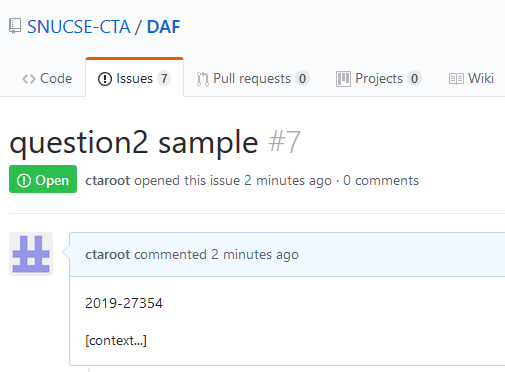 SNUCSE-CTA / DAF
Code Issues 7 Pull requests 0 Projects 0 Wiki
question2 sample #7
Open ctaroot opened this issue 2 minutes ago · 0 comments
ctaroot commented 2 minutes ago
2019-27354
[context...]